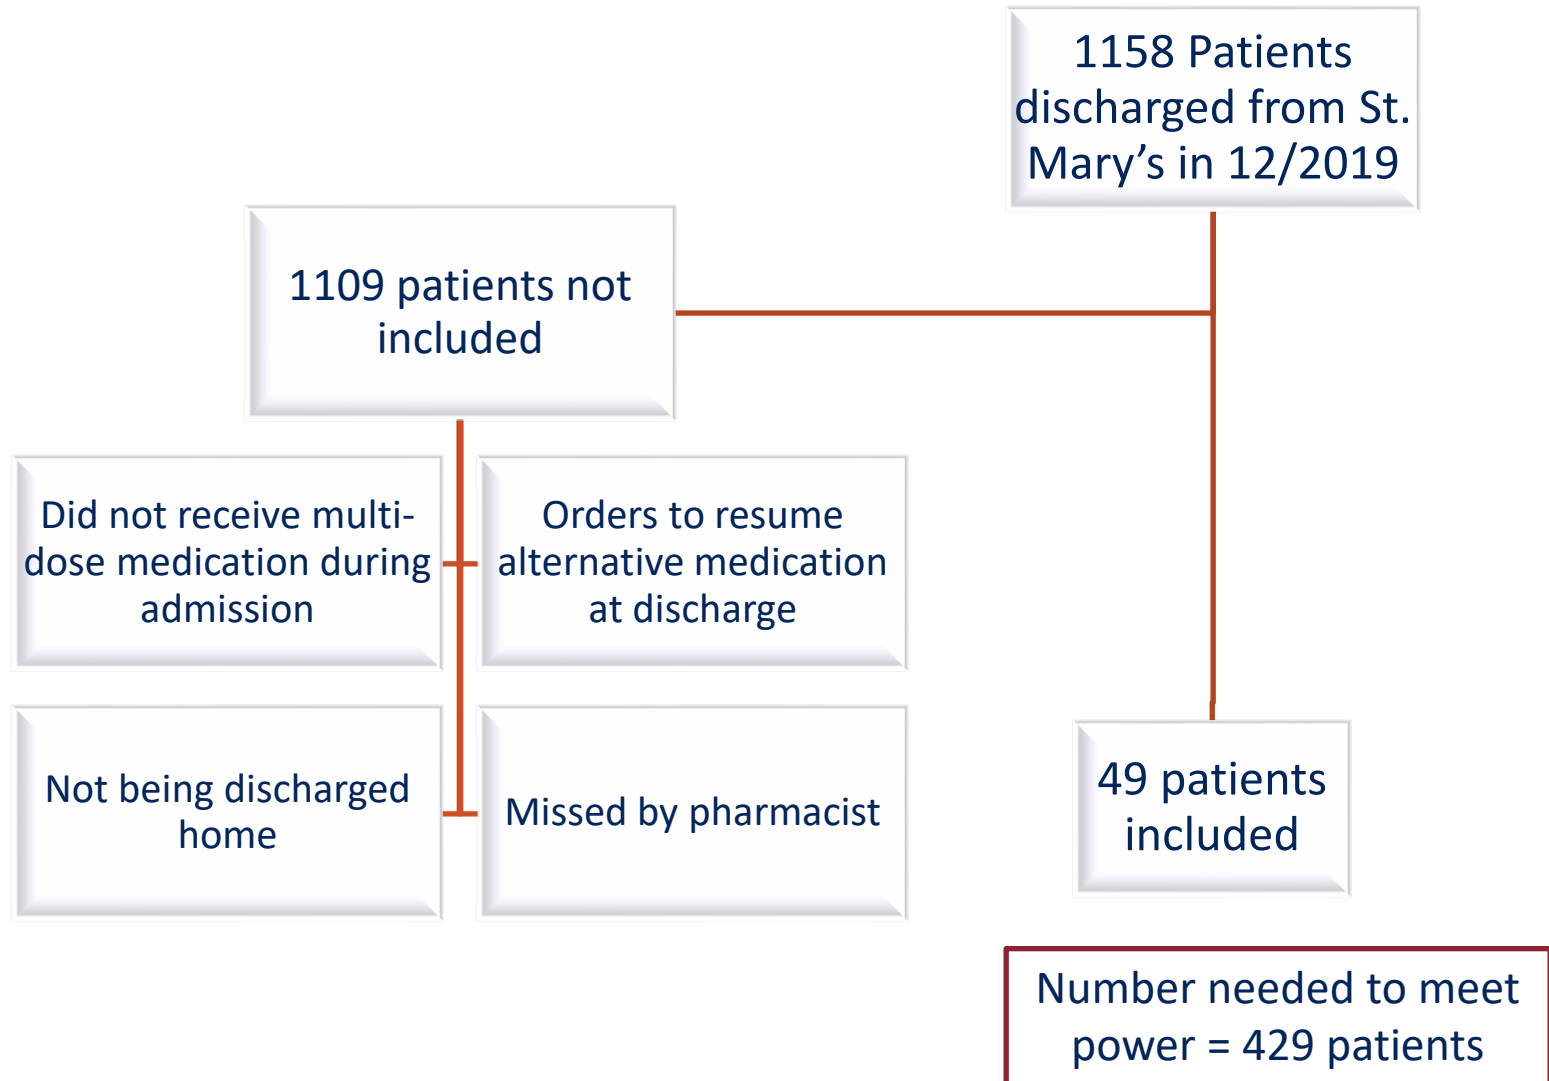 1158 Patients
discharged from St.
Mary’s in 12/2019
1109 patients not
included
Did not receive multi-
dose medication during
admission
Orders to resume
alternative medication
at discharge
Not being discharged
home
Missed by pharmacist
49 patients
included
Number needed to meet
power = 429 patients